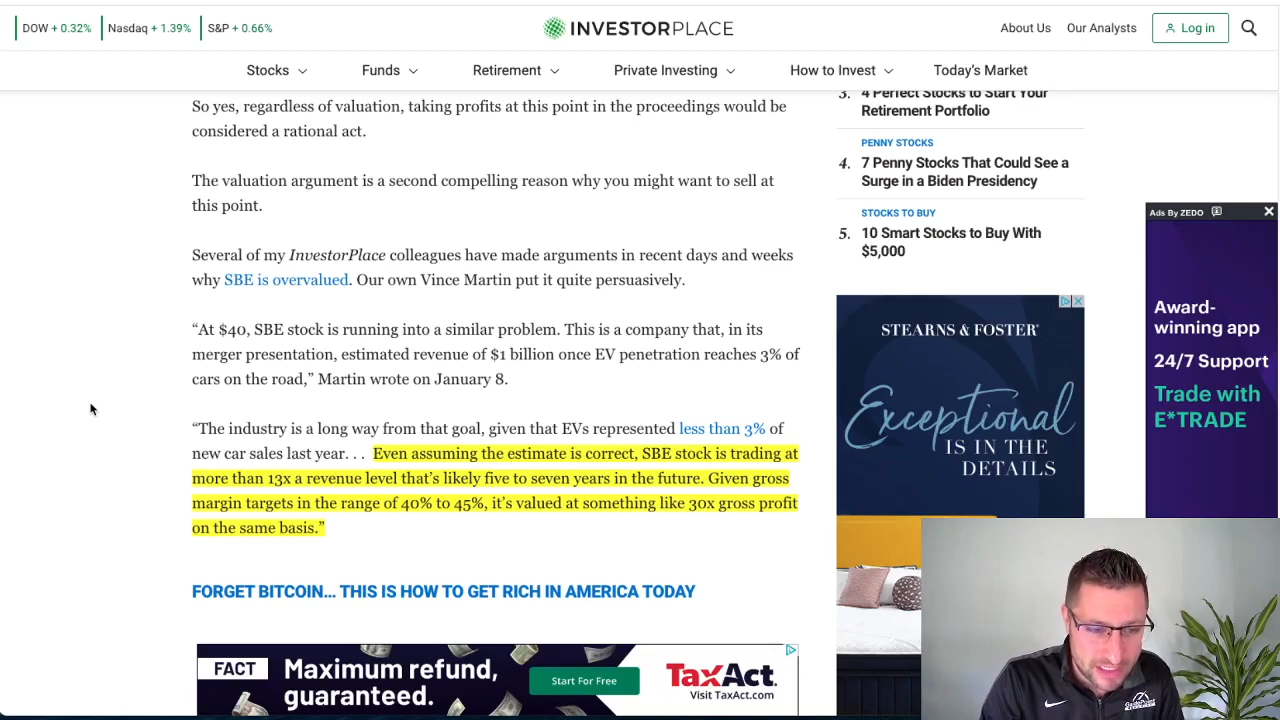 DOW + 0.32%
Nasdaq + 1.39%
S&P + 0.66%
INVESTORPLACE
About Us
Our Analysts
Log in
Stocks
Funds
Retirement
Private Investing
How to Invest
Today's Market
So yes, regardless of valuation, taking profits at this point in the proceedings would be
considered a rational act.
The valuation argument is a second compelling reason why you might want to sell at
this point.
Several of my InvestorPlace colleagues have made arguments in recent days and weeks
why SBE is overvalued. Our own Vince Martin put it quite persuasively.
“At $40, SBE stock is running into a similar problem. This is a company that, in its
merger presentation, estimated revenue of $1 billion once EV penetration reaches 3% of
cars on the road,” Martin wrote on January 8.
“The industry is a long way from that goal, given that EVs represented less than 3% of
new car sales last year. . . Even assuming the estimate is correct, SBE stock is trading at
more than 13x a revenue level that’s likely five to seven years in the future. Given gross
margin targets in the range of 40% to 45%, it’s valued at something like 30x gross profit
on the same basis.”
FORGET BITCOIN... THIS IS HOW TO GET RICH IN AMERICA TODAY
FACT
Maximum refund,
guaranteed.
Start For Free
TaxAct.
Visit TaxAct.com
3. 4 Perfect Stocks to Start Your
Retirement Portfolio
PENNY STOCKS
4. 7 Penny Stocks That Could See a
Surge in a Biden Presidency
STOCKS TO BUY
5. 10 Smart Stocks to Buy With
$5,000
STEARNS & FOSTER
Exceptional
IS IN THE
DETAILS
Ads By ZEDO
Award-
winning app
24/7 Support
Trade with
E*TRADE